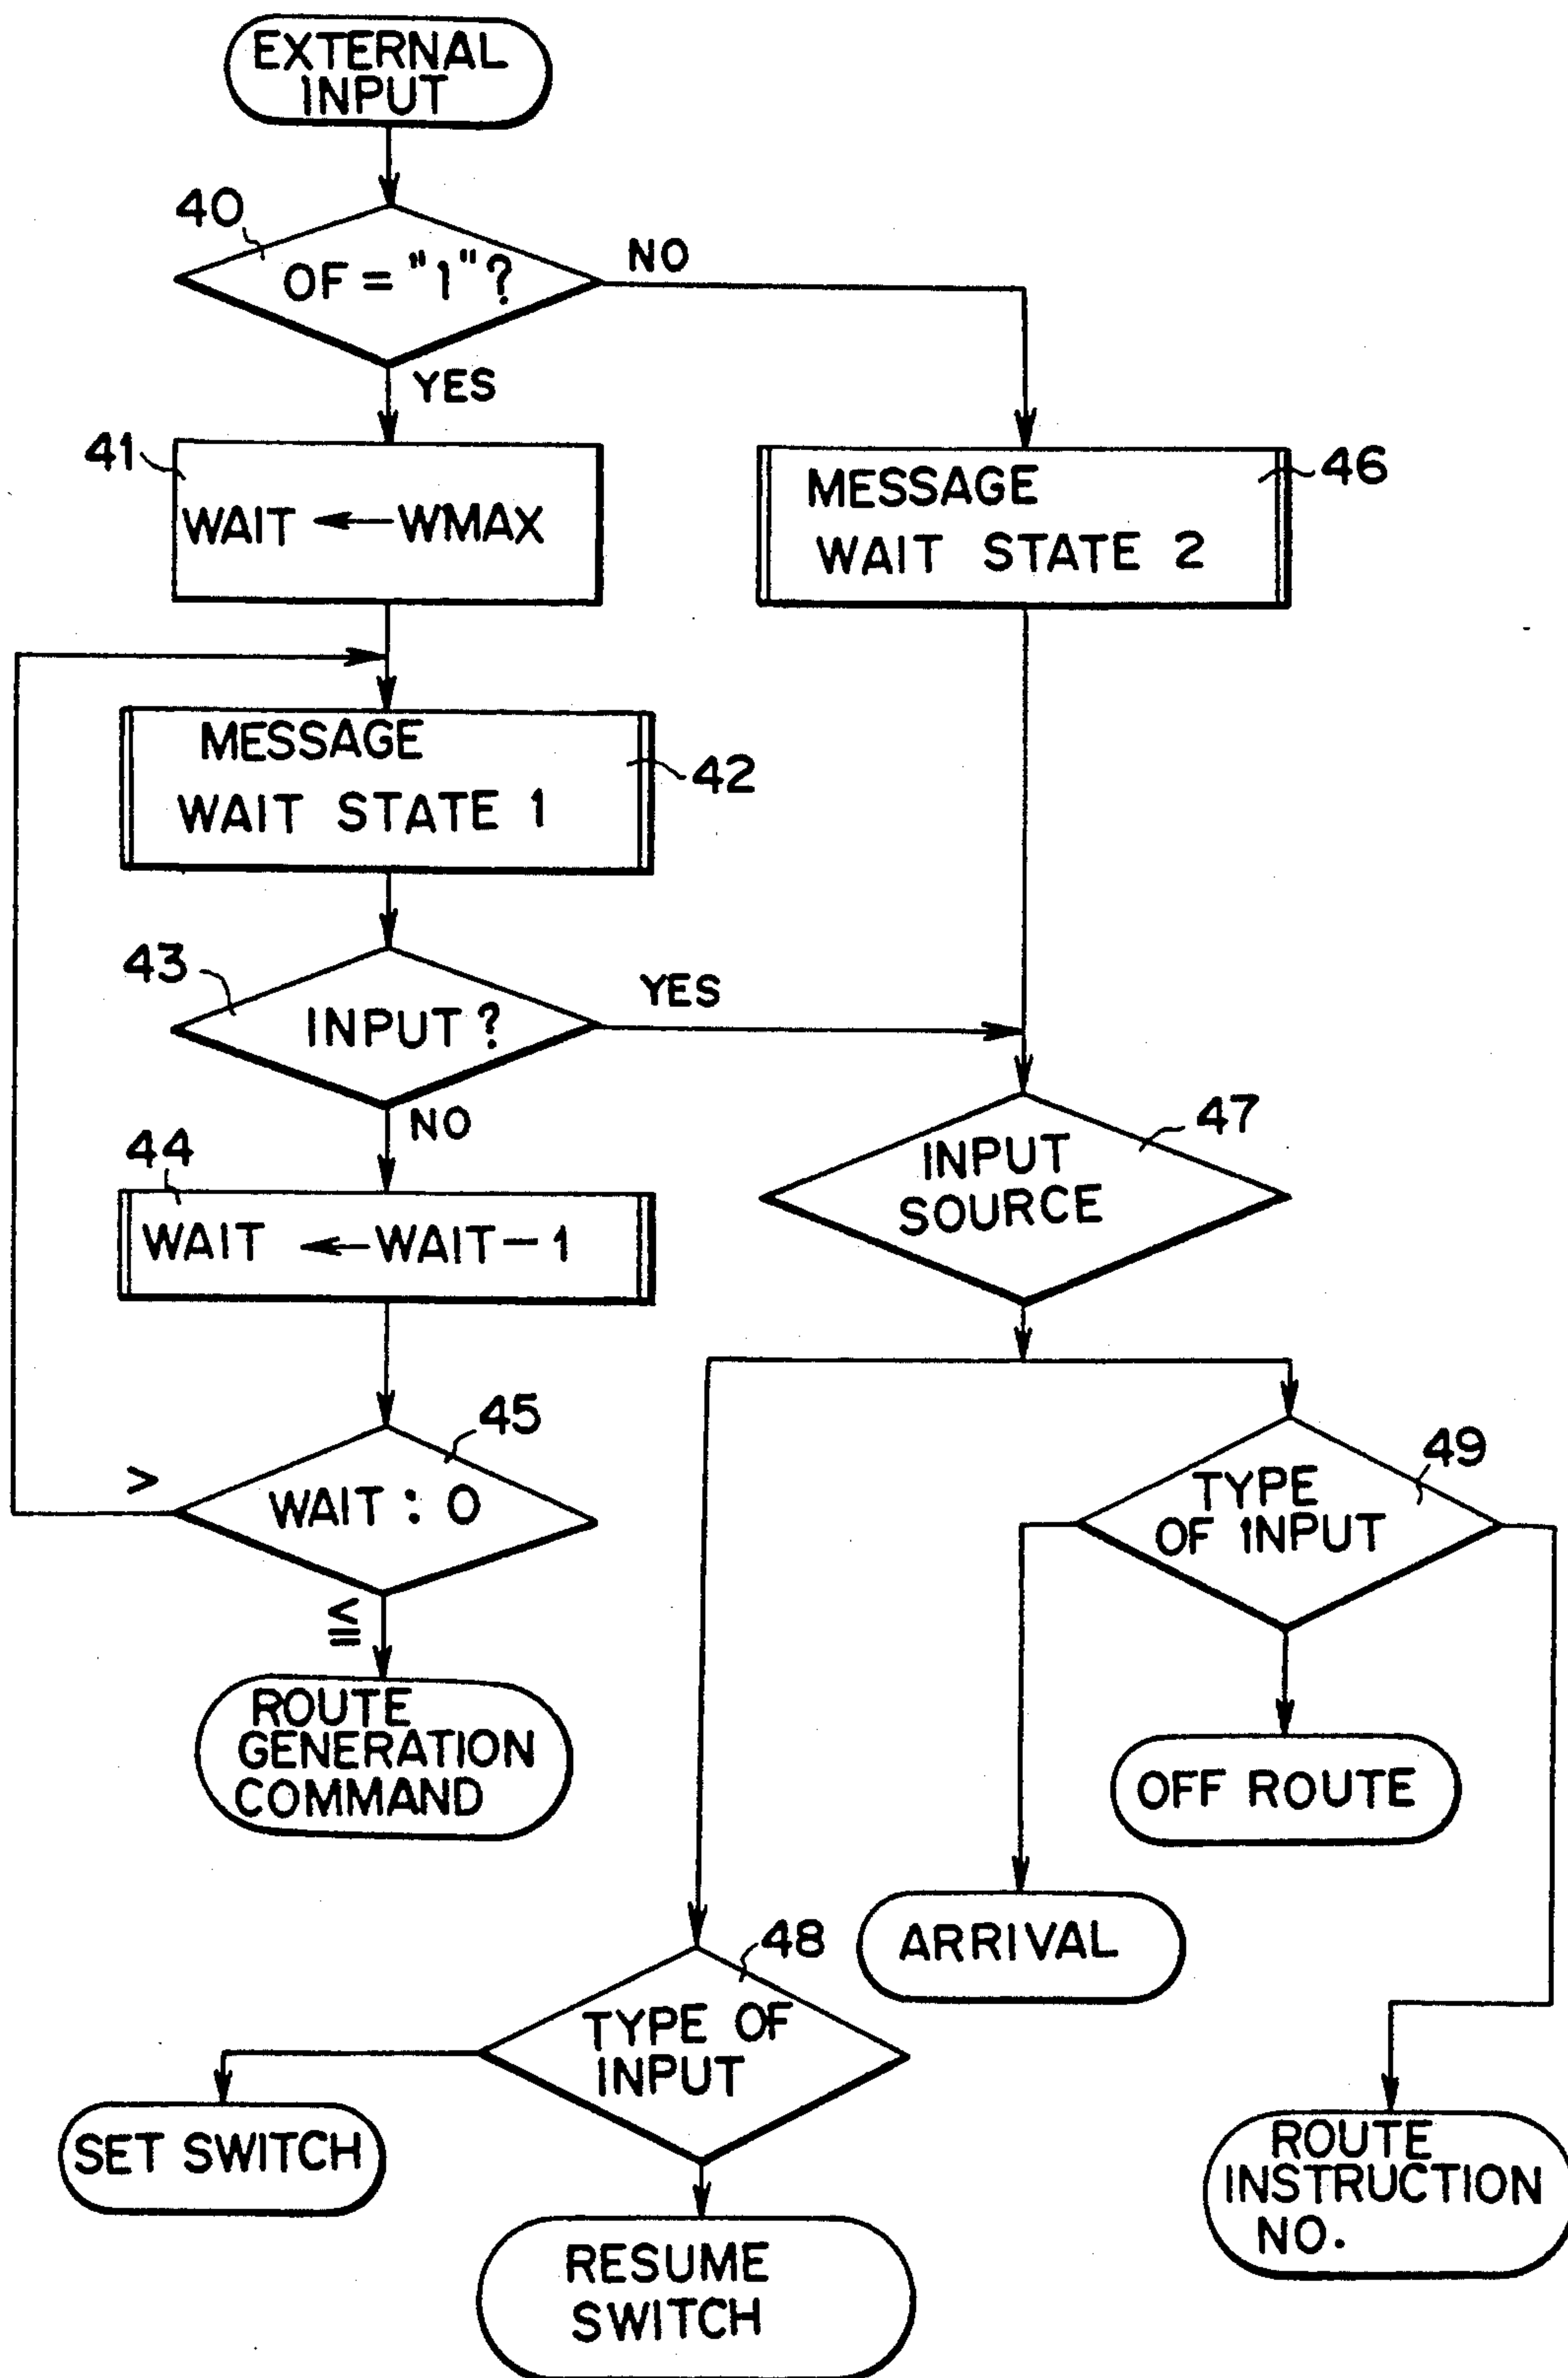 EXTERNAL
INPUT
40
OF = "1" ?
NO
YES
41
WAIT ← WMAX
MESSAGE
WAIT STATE 2
46
MESSAGE
WAIT STATE 1
42
43
INPUT ?
YES
NO
44
WAIT ← WAIT - 1
INPUT
SOURCE
47
45
WAIT : 0
>
≦
ROUTE
GENERATION
COMMAND
49
TYPE
OF INPUT
OFF ROUTE
ARRIVAL
48
TYPE OF
INPUT
SET SWITCH
RESUME
SWITCH
ROUTE
INSTRUCTION
NO.